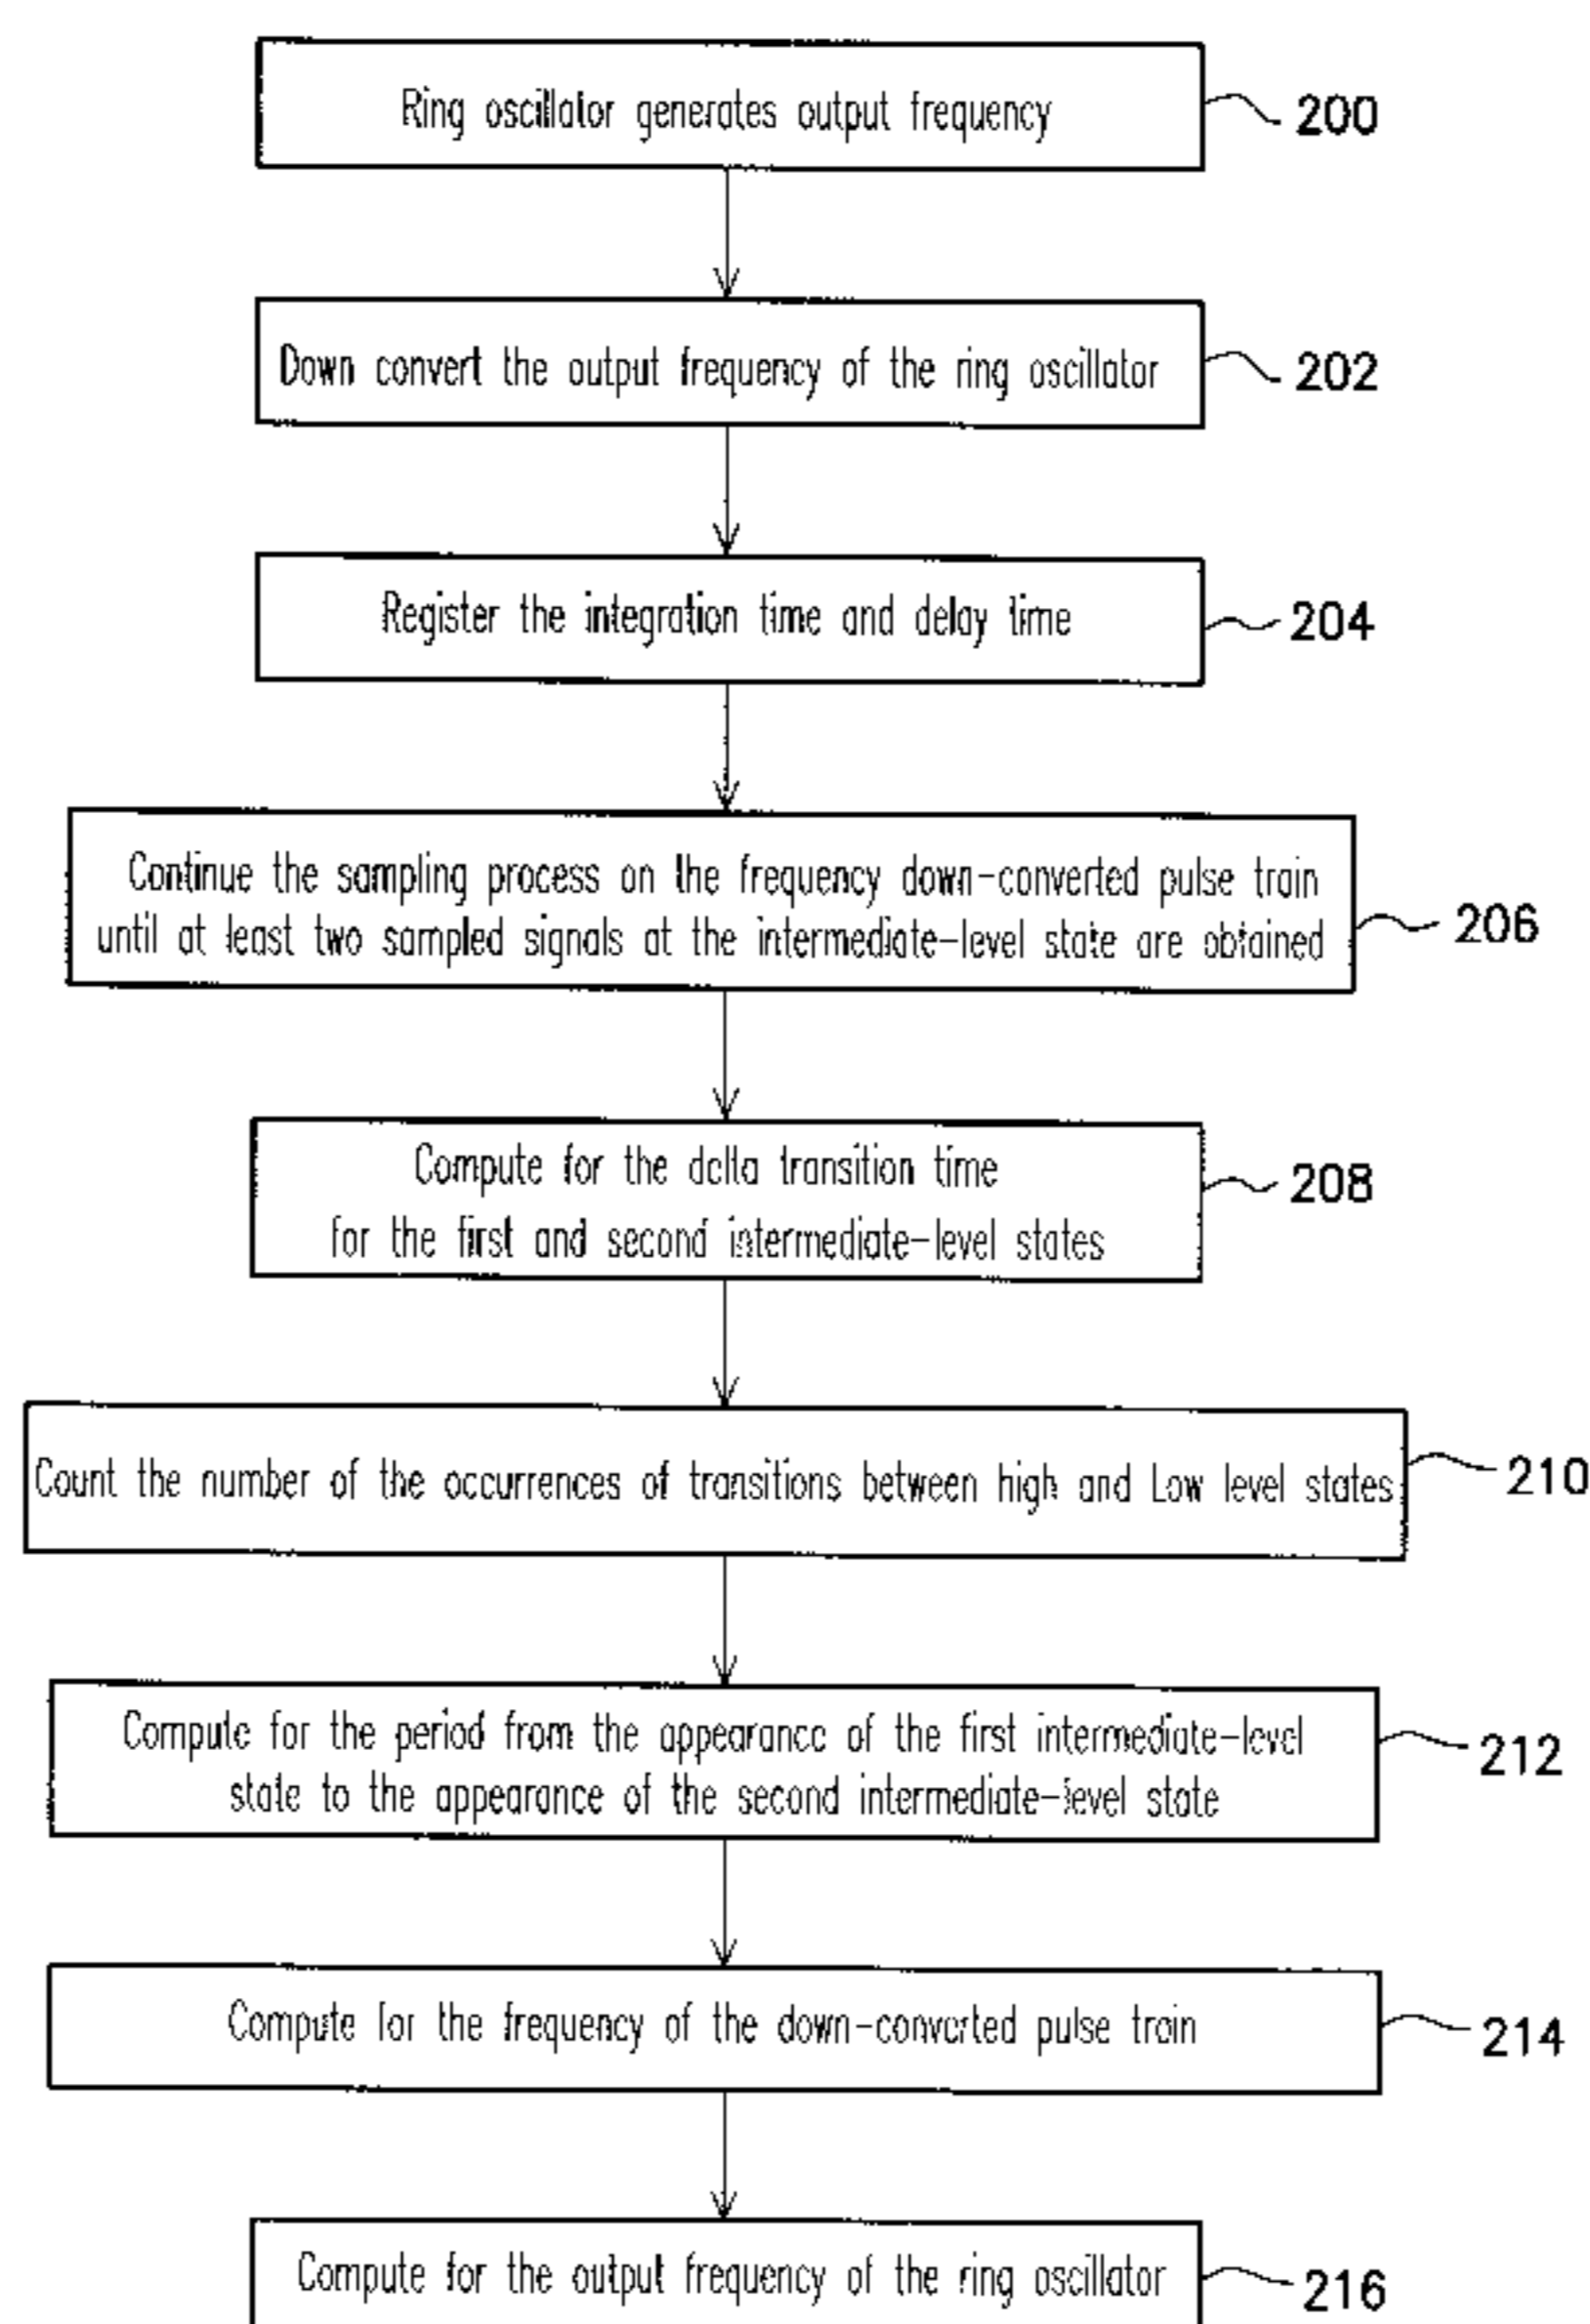 Ring oscillator generates output frequency
200
Down convert the output frequency of the ring oscillator
202
Register the integration time and delay time
204
Continue the sampling process on the frequency down-converted pulse train
until at least two sampled signals at the intermediate-level state are obtained
206
Compute for the delta transition time
for the first and second intermediate-level states
208
Count the number of the occurrences of transitions between high and Low level states
210
Compute for the period from the appearance of the first intermediate-level
state to the appearance of the second intermediate-level state
212
Compute for the frequency of the down-converted pulse train
214
Compute for the output frequency of the ring oscillator
216